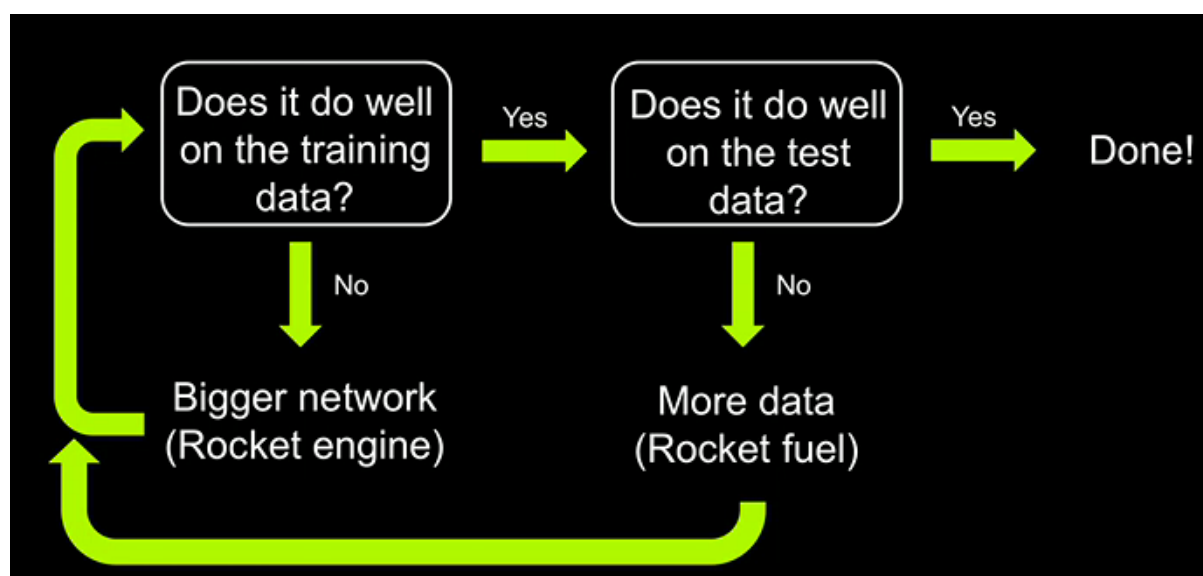 Does it do well
on the training
data?
Yes
Does it do well
on the test
data?
Yes
Done!
No
No
Bigger network
(Rocket engine)
More data
(Rocket fuel)